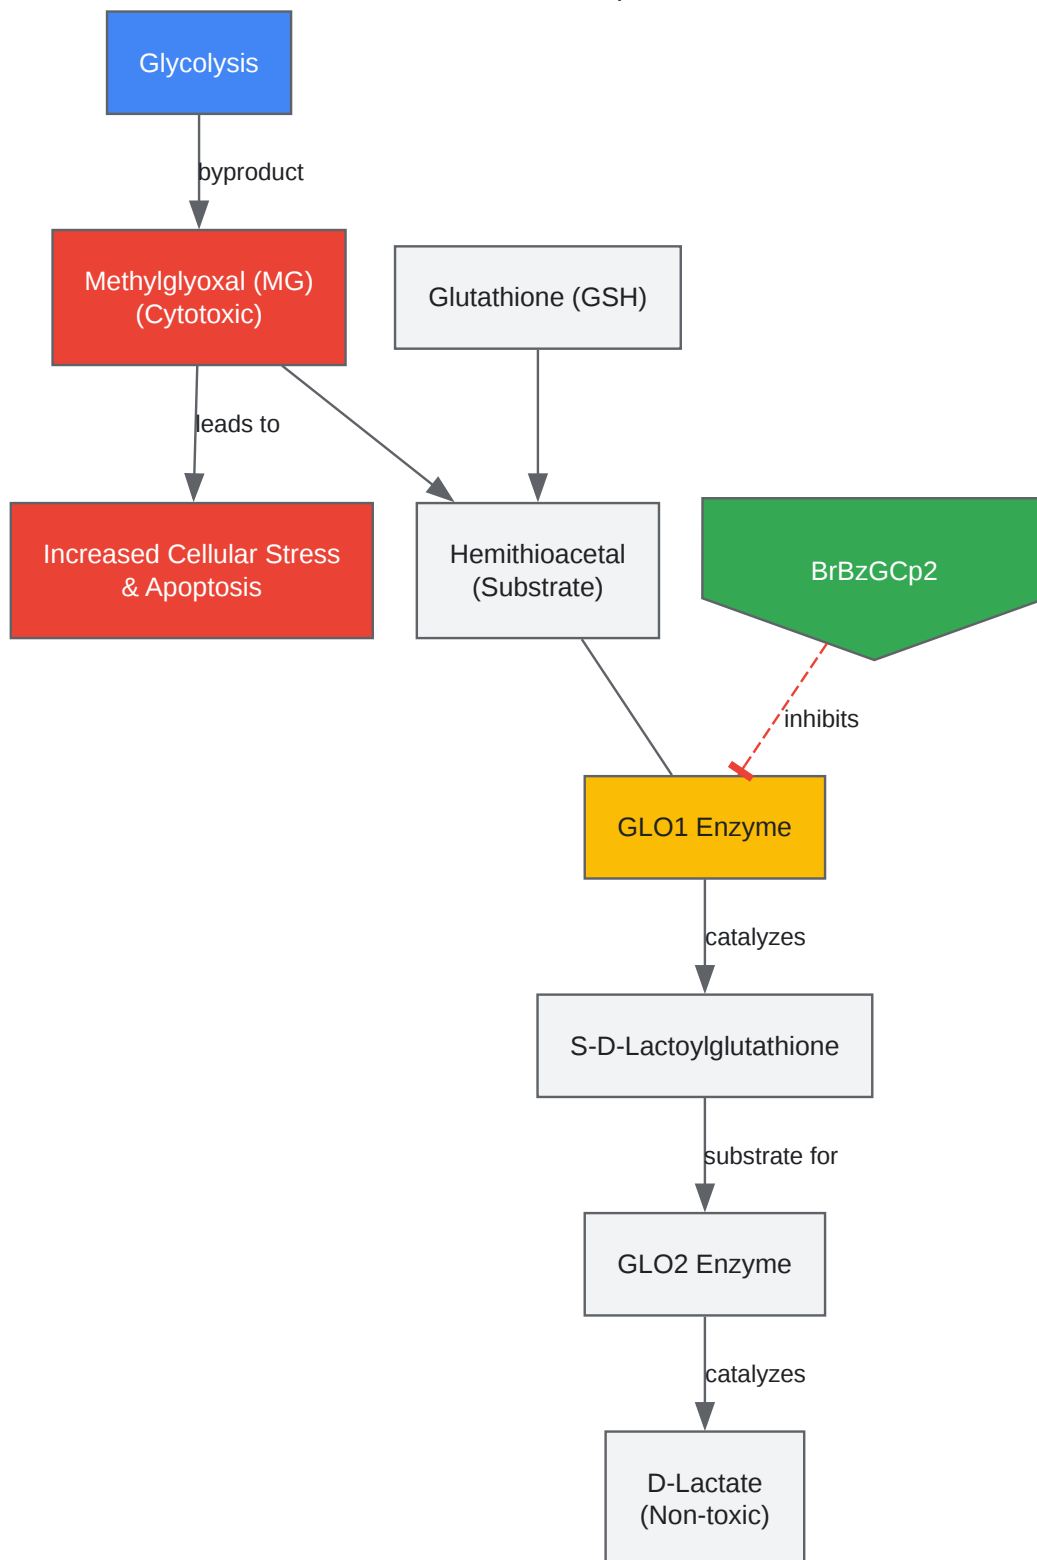 Glycolysis
byproduct
Methylglyoxal (MG)
(Cytotoxic)
Glutathione (GSH)
leads to
Increased Cellular Stress
& Apoptosis
Hemithioacetal
(Substrate)
BrBzGCp2
inhibits
GLO1 Enzyme
catalyzes
S-D-Lactoylglutathione
substrate for
GLO2 Enzyme
catalyzes
D-Lactate
(Non-toxic)